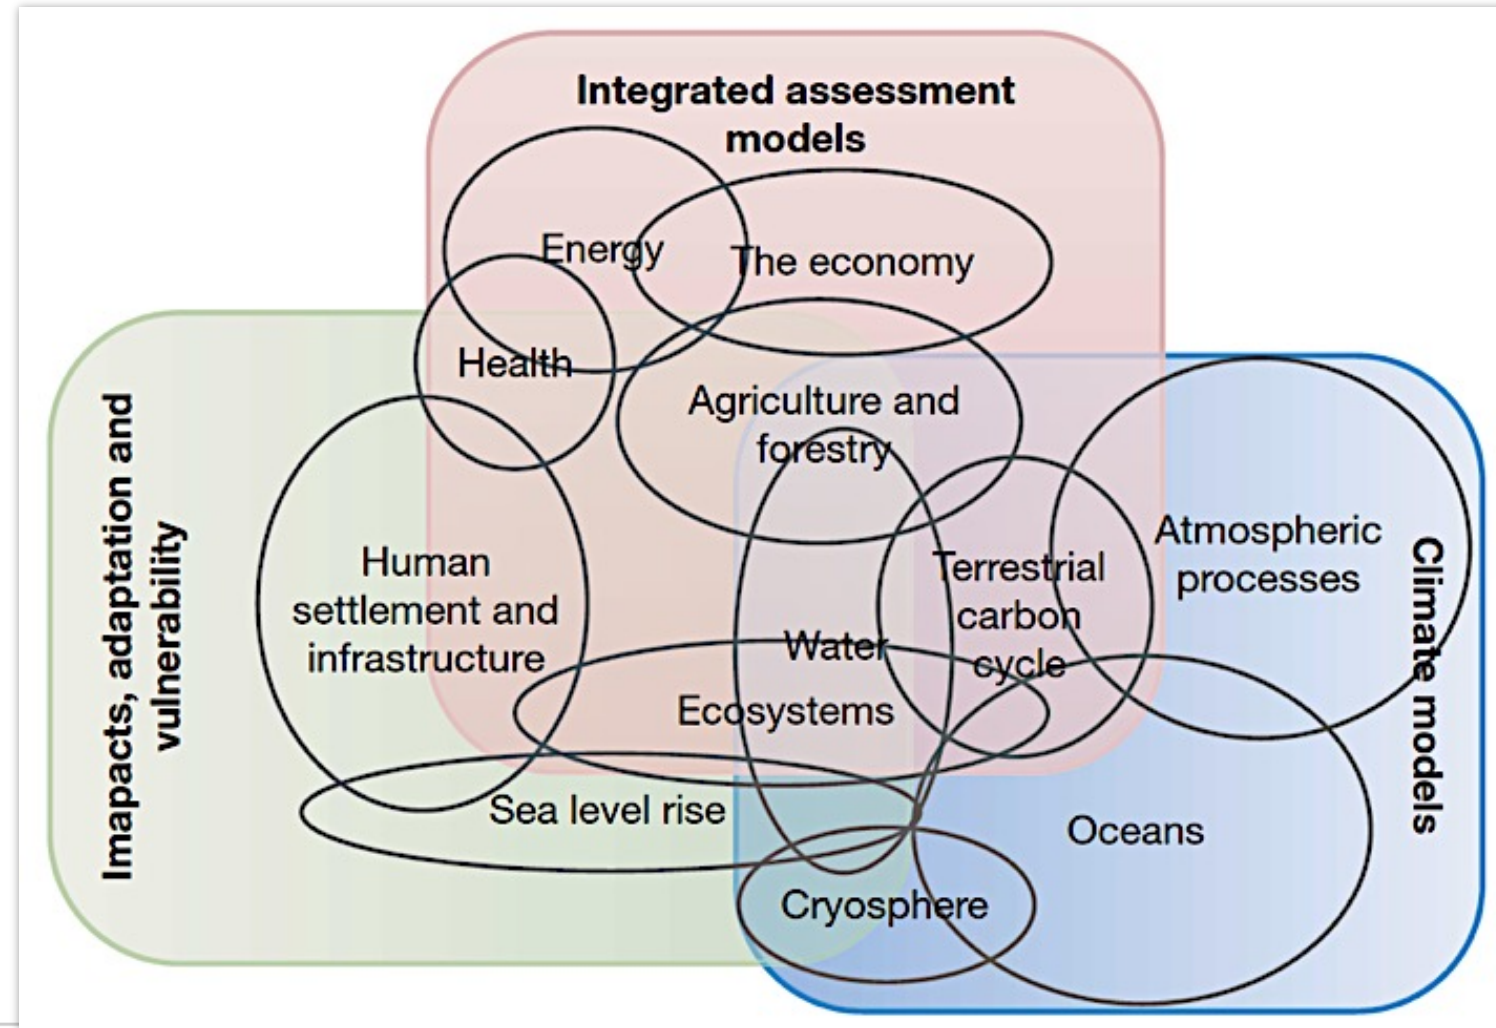 Integrated assessment
models
Energy
The economy
Health
Agriculture and
forestry
Imapacts, adaptation and
vulnerability
Human
settlement and
infrastructure
Water
Terrestrial
carbon
cycle
Atmospheric
processes
Climate models
Ecosystems
Sea level rise
Oceans
Cryosphere